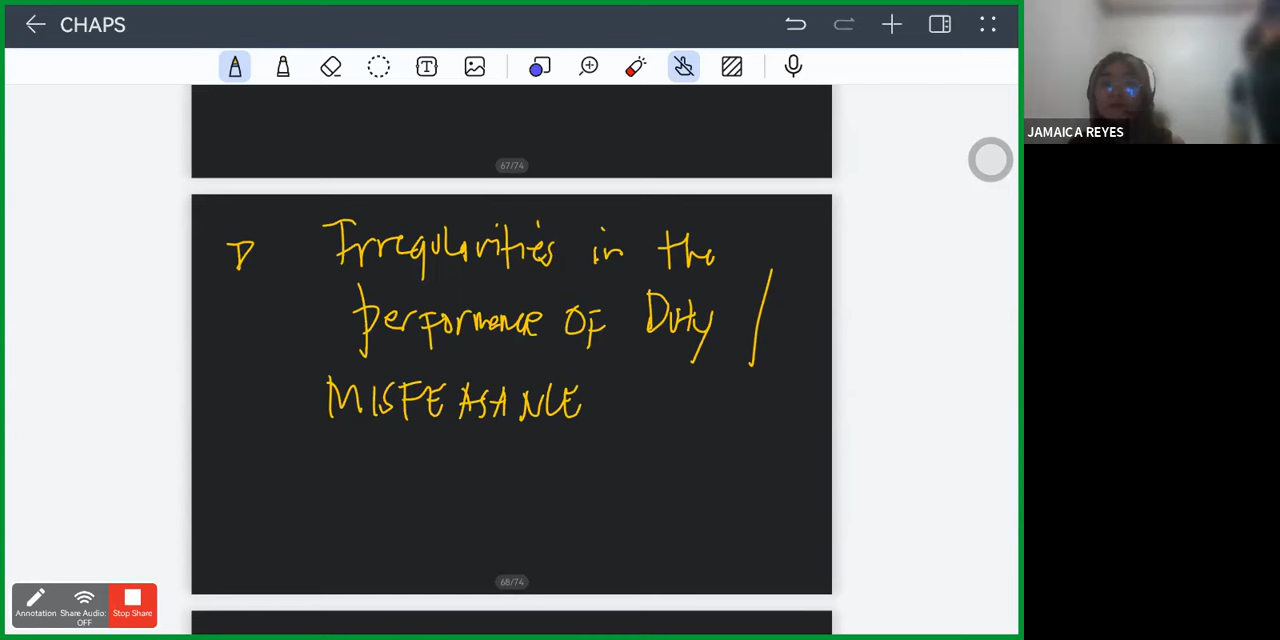 CHAPS
JAMAICA REYES
67/74
Irregularities in the
performance OF Duty /
MISFEASANCE
68/74
Annotation
Share Audio: OFF
Stop Share